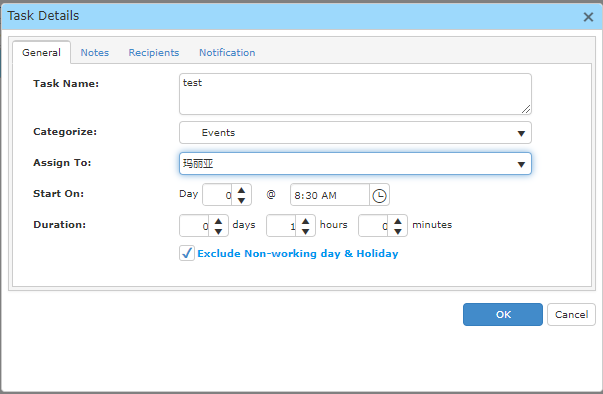 Task Details
General Notes Recipients Notification
Task Name: test
Categorize: Events
Assign To: 玛丽亚
Start On: Day 0 @ 8:30 AM
Duration: 0 days 1 hours 0 minutes
Exclude Non-working day & Holiday
OK Cancel